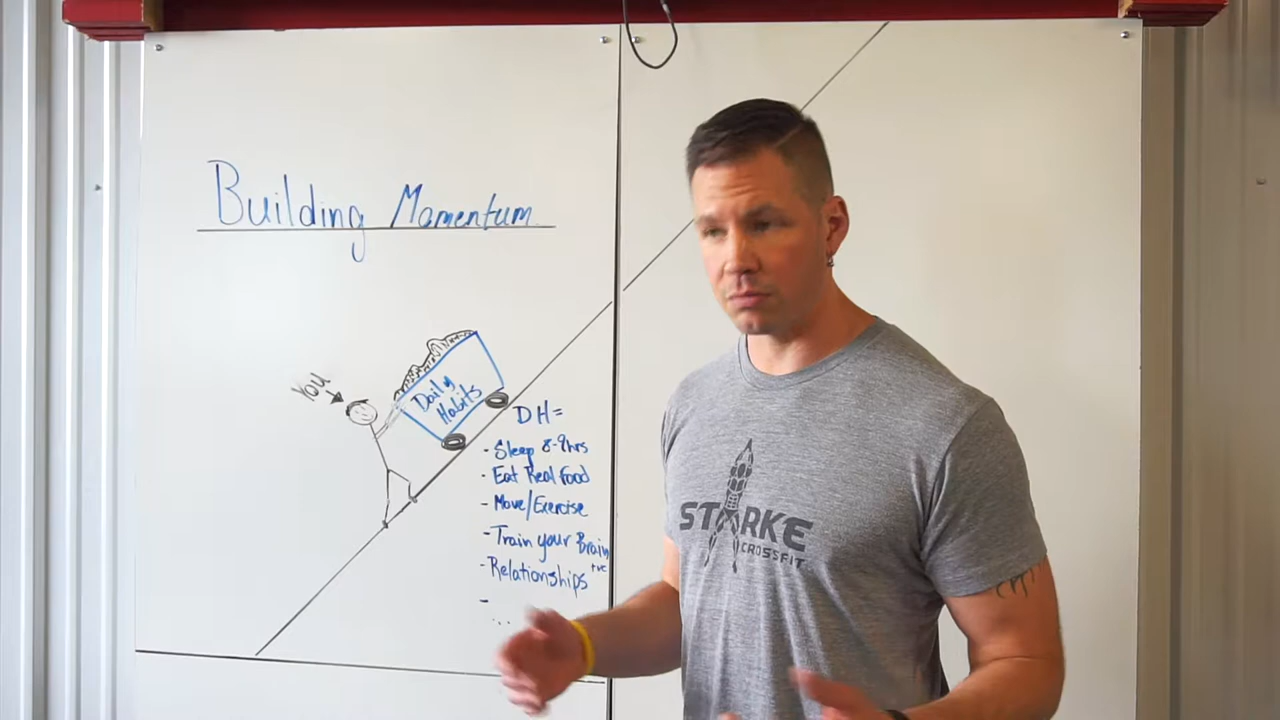 Building Momentum
You
Daily
Habits
DH=
- Sleep 8-9hrs
- Eat Real Food
- Move/Exercise
- Train your Brain
- Relationships +ve
-
...
STARKE
CROSSFIT